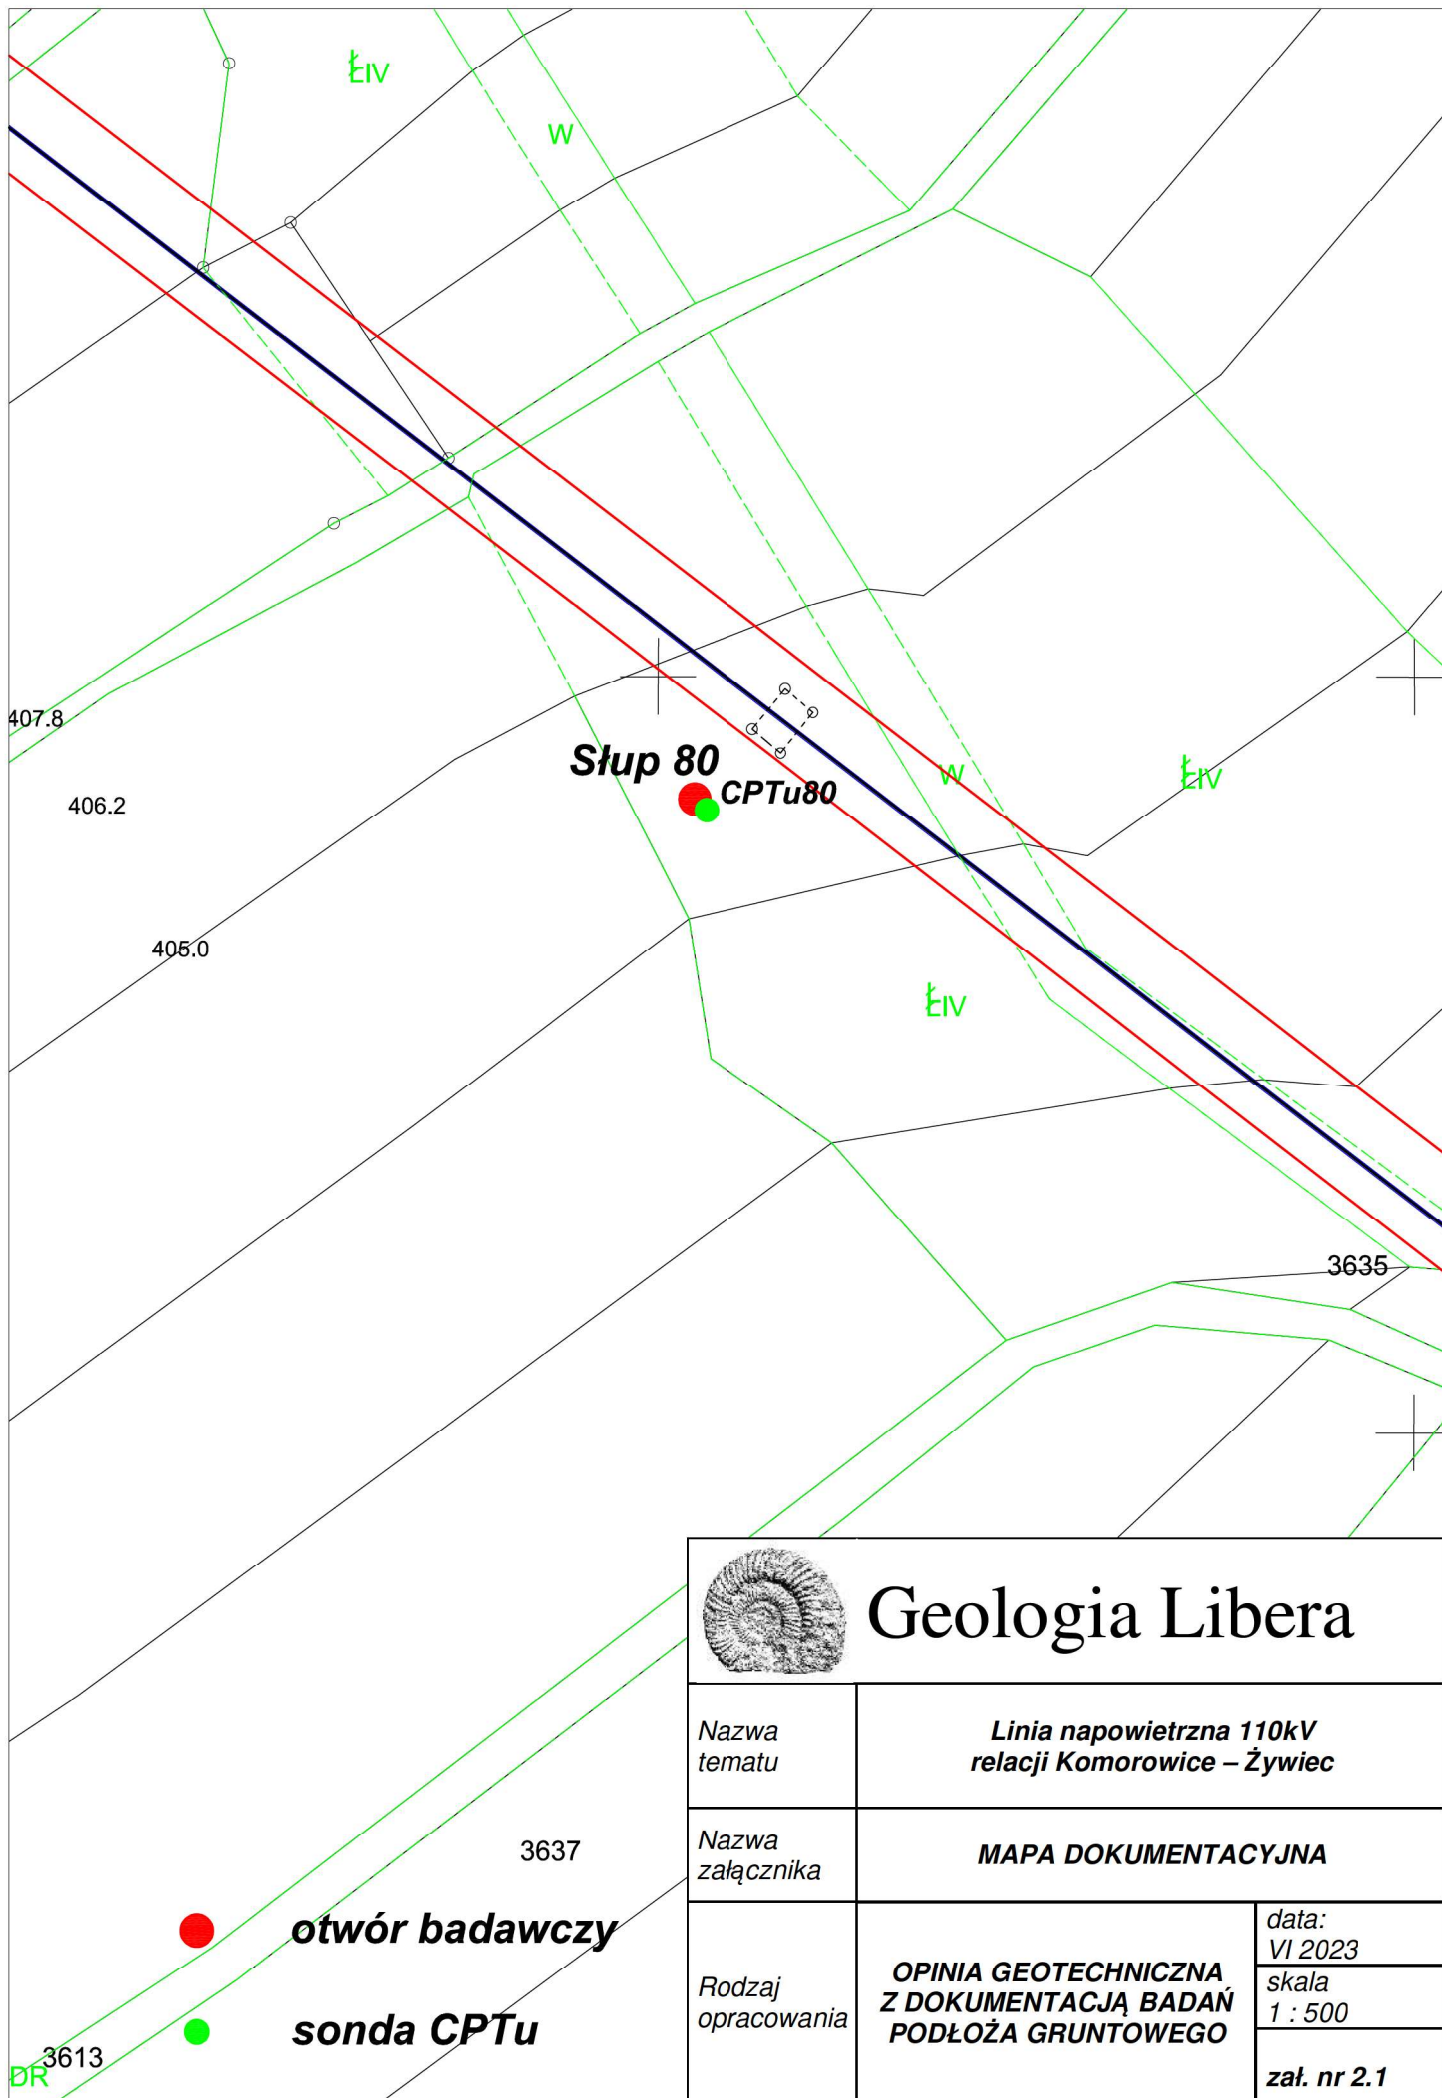 ŁIV
W
407.8
Słup 80
CPTu80
W
ŁIV
406.2
405.0
ŁIV
3635
Geologia Libera
Nazwa
tematu
Linia napowietrzna 110kV
relacji Komorowice – Żywiec
Nazwa
załącznika
MAPA DOKUMENTACYJNA
3637
otwór badawczy
sonda CPTu
Rodzaj
opracowania
OPINIA GEOTECHNICZNA
Z DOKUMENTACJĄ BADAŃ
PODŁOŻA GRUNTOWEGO
data:
VI 2023
skala
1 : 500
zał. nr 2.1
3613
DR